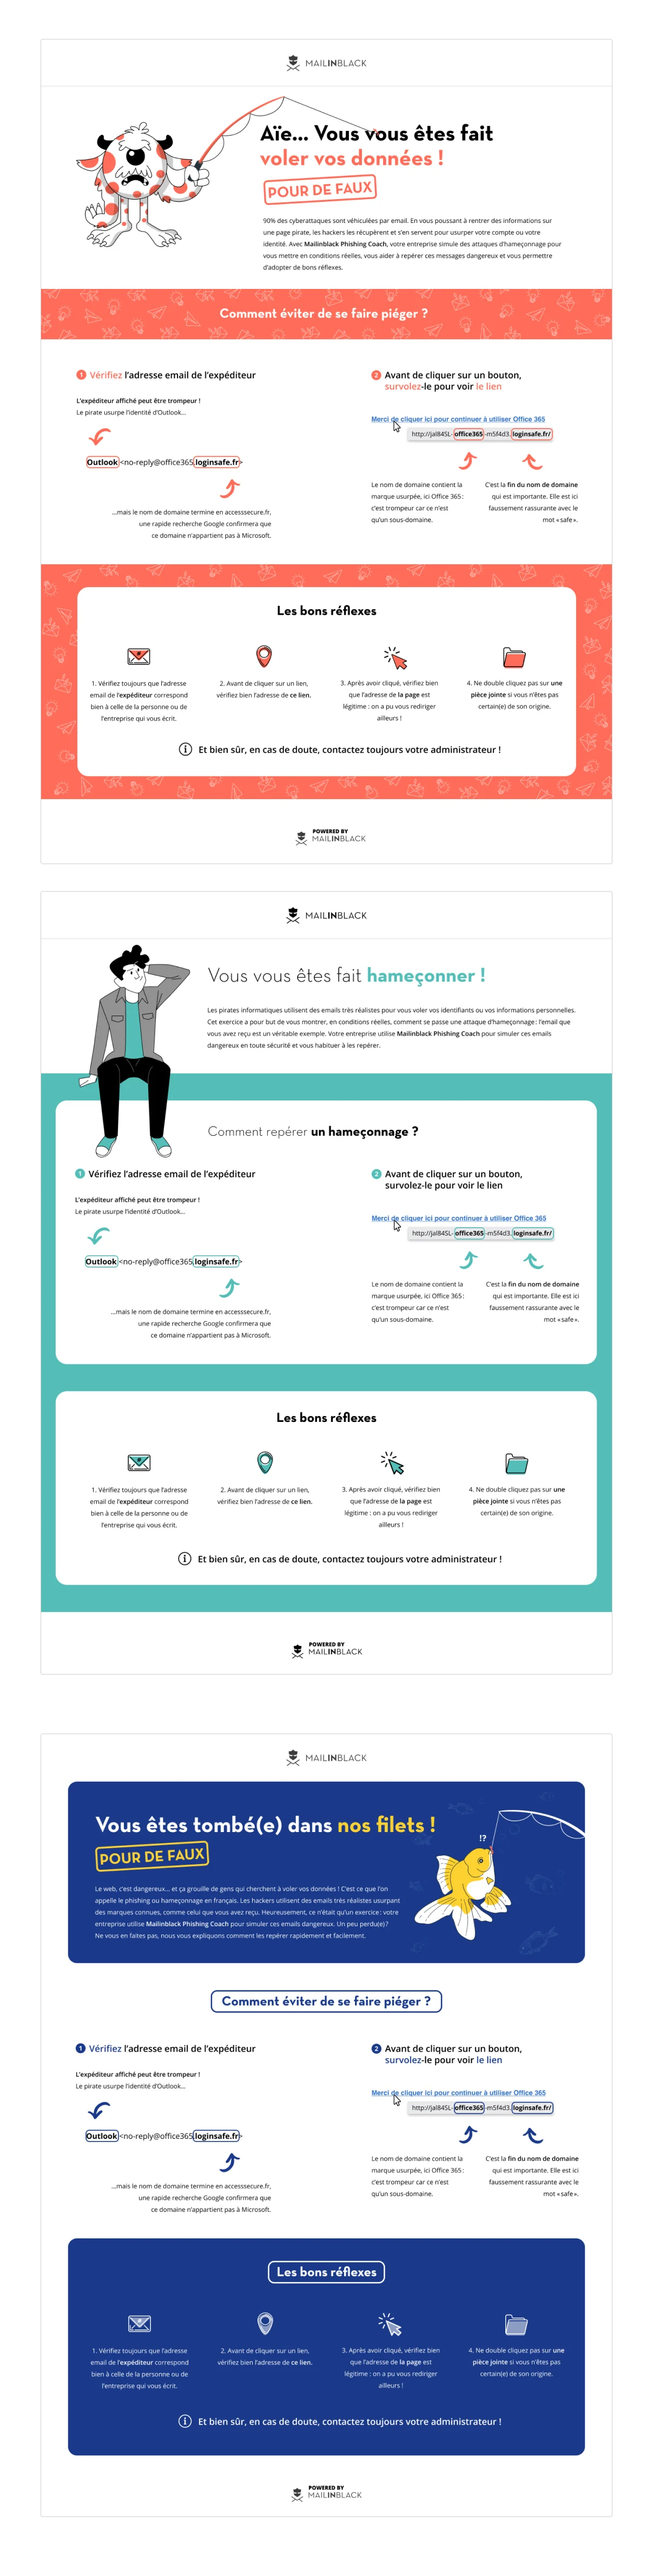 MAILINBLACK
Aïe... Vous vous êtes fait
voler vos données !
POUR DE FAUX
90% des cyberattaques sont véhiculées par email. En vous poussant à rentrer des informations sur
une page pirate, les hackers les récupèrent et s'en servent pour usurper votre compte ou votre
identité. Avec Mailinblack Phishing Coach, votre entreprise simule des attaques d'hameçonnage pour
vous mettre en conditions réelles, vous aider à repérer ces messages dangereux et vous permettre
d'adopter de bons réflexes.
Comment éviter de se faire piéger ?
1 Vérifiez l'adresse email de l'expéditeur
L'expéditeur affiché peut être trompeur !
Le pirate usurpe l'identité d'Outlook...
Outlook <no-reply@office365.loginsafe.fr>
...mais le nom de domaine termine en accesssecure.fr,
une rapide recherche Google confirmera que
ce domaine n'appartient pas à Microsoft.
2 Avant de cliquer sur un bouton,
survolez-le pour voir le lien
Merci de cliquer ici pour continuer à utiliser Office 365
http://jal845L-office365-m5f4d3.loginsafe.fr/
Le nom de domaine contient la
marque usurpée, ici Office 365 :
c'est trompeur car ce n'est
qu'un sous-domaine.
C'est la fin du nom de domaine
qui est importante. Elle est ici
faussement rassurante avec le
mot « safe ».
Les bons réflexes
1. Vérifiez toujours que l'adresse
email de l'expéditeur correspond
bien à celle de la personne ou de
l'entreprise qui vous écrit.
2. Avant de cliquer sur un lien,
vérifiez bien l'adresse de ce lien.
3. Après avoir cliqué, vérifiez bien
que l'adresse de la page est
légitime : on a pu vous rediriger
ailleurs !
4. Ne double cliquez pas sur une
pièce jointe si vous n'êtes pas
certain(e) de son origine.
Et bien sûr, en cas de doute, contactez toujours votre administrateur !
POWERED BY
MAILINBLACK
MAILINBLACK
Vous vous êtes fait hameçonner !
Les pirates informatiques utilisent des emails très réalistes pour vous voler vos identifiants ou vos informations personnelles.
Cet exercice a pour but de vous montrer, en conditions réelles, comment se passe une attaque d'hameçonnage : l'email que
vous avez reçu est un véritable exemple. Votre entreprise utilise Mailinblack Phishing Coach pour simuler ces emails
dangereux en toute sécurité et vous habituer à les repérer.
Comment repérer un hameçonnage ?
1 Vérifiez l'adresse email de l'expéditeur
L'expéditeur affiché peut être trompeur !
Le pirate usurpe l'identité d'Outlook...
Outlook <no-reply@office365.loginsafe.fr>
...mais le nom de domaine termine en accesssecure.fr,
une rapide recherche Google confirmera que
ce domaine n'appartient pas à Microsoft.
2 Avant de cliquer sur un bouton,
survolez-le pour voir le lien
Merci de cliquer ici pour continuer à utiliser Office 365
http://jal845L-office365-m5f4d3.loginsafe.fr/
Le nom de domaine contient la
marque usurpée, ici Office 365 :
c'est trompeur car ce n'est
qu'un sous-domaine.
C'est la fin du nom de domaine
qui est importante. Elle est ici
faussement rassurante avec le
mot « safe ».
Les bons réflexes
1. Vérifiez toujours que l'adresse
email de l'expéditeur correspond
bien à celle de la personne ou de
l'entreprise qui vous écrit.
2. Avant de cliquer sur un lien,
vérifiez bien l'adresse de ce lien.
3. Après avoir cliqué, vérifiez bien
que l'adresse de la page est
légitime : on a pu vous rediriger
ailleurs !
4. Ne double cliquez pas sur une
pièce jointe si vous n'êtes pas
certain(e) de son origine.
Et bien sûr, en cas de doute, contactez toujours votre administrateur !
POWERED BY
MAILINBLACK
MAILINBLACK
Vous êtes tombé(e) dans nos filets !
POUR DE FAUX
!?
Le web, c'est dangereux... et ça grouille de gens qui cherchent à voler vos données ! C'est ce que l'on
appelle le phishing ou hameçonnage en français. Les hackers utilisent des emails très réalistes usurpant
des marques connues, comme celui que vous avez reçu. Heureusement, ce n'était qu'un exercice : votre
entreprise utilise Mailinblack Phishing Coach pour simuler ces emails dangereux. Un peu perdu(e) ?
Ne vous en faites pas, nous vous expliquons comment les repérer rapidement et facilement.
Comment éviter de se faire piéger ?
1 Vérifiez l'adresse email de l'expéditeur
L'expéditeur affiché peut être trompeur !
Le pirate usurpe l'identité d'Outlook...
Outlook <no-reply@office365.loginsafe.fr>
...mais le nom de domaine termine en accesssecure.fr,
une rapide recherche Google confirmera que
ce domaine n'appartient pas à Microsoft.
2 Avant de cliquer sur un bouton,
survolez-le pour voir le lien
Merci de cliquer ici pour continuer à utiliser Office 365
http://jal845L-office365-m5f4d3.loginsafe.fr/
Le nom de domaine contient la
marque usurpée, ici Office 365 :
c'est trompeur car ce n'est
qu'un sous-domaine.
C'est la fin du nom de domaine
qui est importante. Elle est ici
faussement rassurante avec le
mot « safe ».
Les bons réflexes
1. Vérifiez toujours que l'adresse
email de l'expéditeur correspond
bien à celle de la personne ou de
l'entreprise qui vous écrit.
2. Avant de cliquer sur un lien,
vérifiez bien l'adresse de ce lien.
3. Après avoir cliqué, vérifiez bien
que l'adresse de la page est
légitime : on a pu vous rediriger
ailleurs !
4. Ne double cliquez pas sur une
pièce jointe si vous n'êtes pas
certain(e) de son origine.
Et bien sûr, en cas de doute, contactez toujours votre administrateur !
POWERED BY
MAILINBLACK